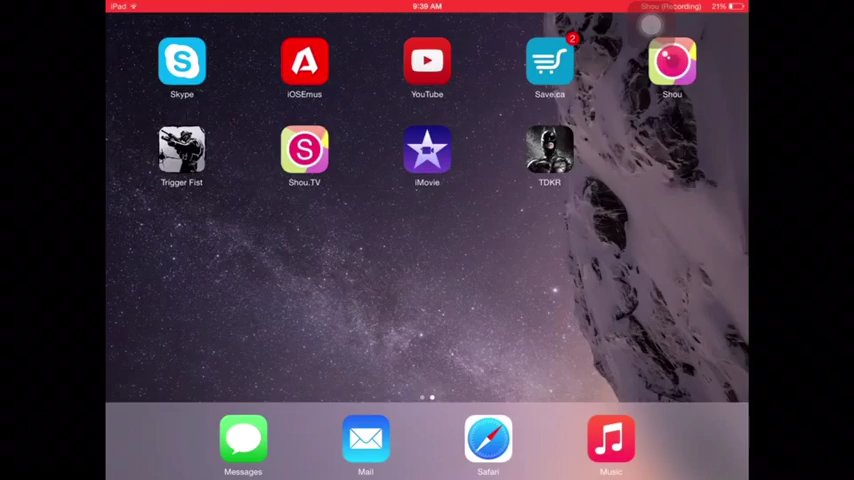 iPad 9:39 AM Shou (Recording) 21%
2
Skype iOSEmus YouTube Save.ca Shou
S
Trigger Fist Shou.TV iMovie TDKR
Messages Mail Safari Music